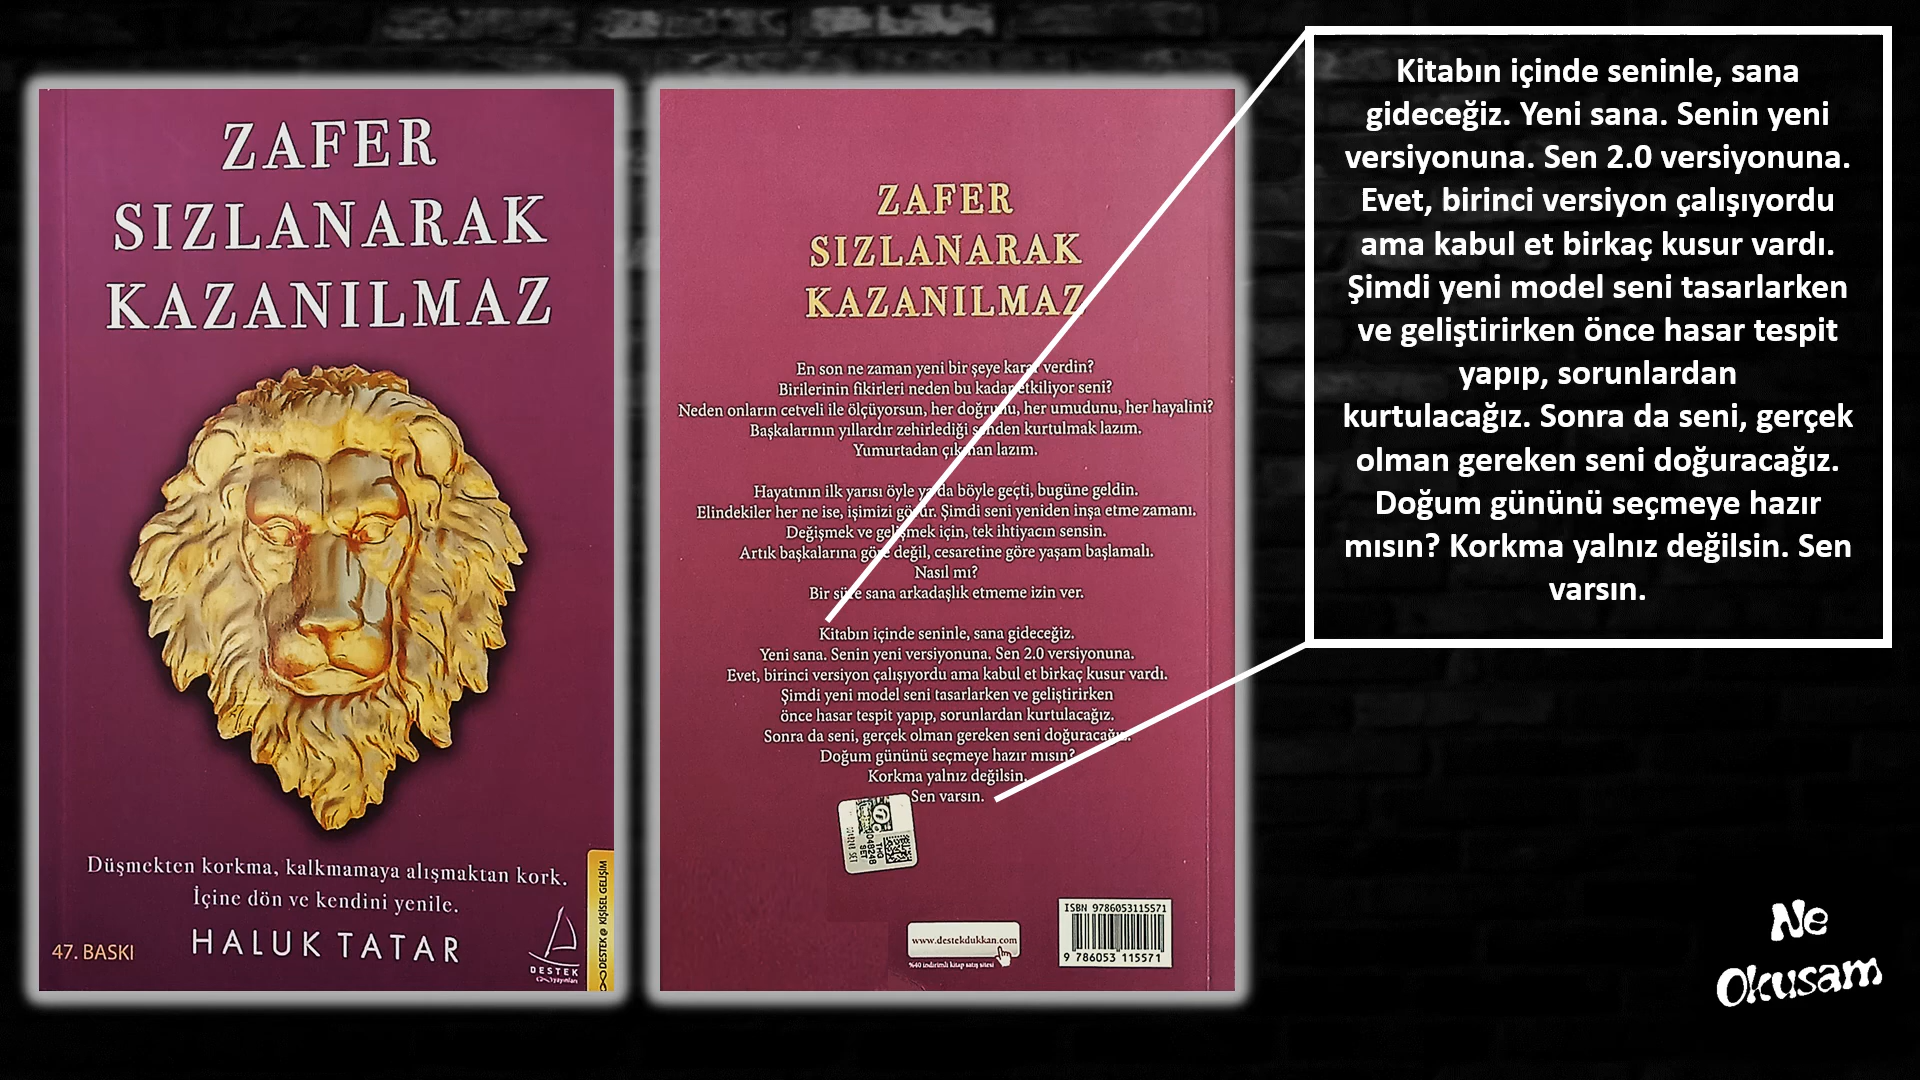 ZAFER
SIZLANARAK
KAZANILMAZ
Düşmekten korkma, kalkmamaya alışmaktan kork.
İçine dön ve kendini yenile.
47. BASKI
HALUK TATAR
DESTEK
yayınları
DESTEK@ KİŞİSEL GELİŞİM
ZAFER
SIZLANARAK
KAZANILMAZ
En son ne zaman yeni bir şeye karar verdin?
Birilerinin fikirleri neden bu kadar etkiliyor seni?
Neden onların cetveli ile ölçüyorsun, her doğrunu, her umudunu, her hayalini?
Başkalarının yıllardır zehirlediği senden kurtulmak lazım.
Yumurtadan çıkman lazım.
Hayatının ilk yarısı öyle ya da böyle geçti, bugüne geldin.
Elindekiler her ne ise, işimizi görür. Şimdi seni yeniden inşa etme zamanı.
Değişmek ve gelişmek için, tek ihtiyacın sensin.
Artık başkalarına göre değil, cesaretine göre yaşam başlamalı.
Nasıl mı?
Bir süre sana arkadaşlık etmeme izin ver.
Kitabın içinde seninle, sana gideceğiz.
Yeni sana. Senin yeni versiyonuna. Sen 2.0 versiyonuna.
Evet, birinci versiyon çalışıyordu ama kabul et birkaç kusur vardı.
Şimdi yeni model seni tasarlarken ve geliştirirken
önce hasar tespit yapıp, sorunlardan kurtulacağız.
Sonra da seni, gerçek olman gereken seni doğuracağız.
Doğum gününü seçmeye hazır mısın?
Korkma yalnız değilsin.
Sen varsın.
www.destekdukkan.com
%40 indirimli kitap satış sitesi
ISBN 9786053115571
9 786053 115571
Kitabın içinde seninle, sana
gideceğiz. Yeni sana. Senin yeni
versiyonuna. Sen 2.0 versiyonuna.
Evet, birinci versiyon çalışıyordu
ama kabul et birkaç kusur vardı.
Şimdi yeni model seni tasarlarken
ve geliştirirken önce hasar tespit
yapıp, sorunlardan
kurtulacağız. Sonra da seni, gerçek
olman gereken seni doğuracağız.
Doğum gününü seçmeye hazır
mısın? Korkma yalnız değilsin. Sen
varsın.
Ne
Okusam